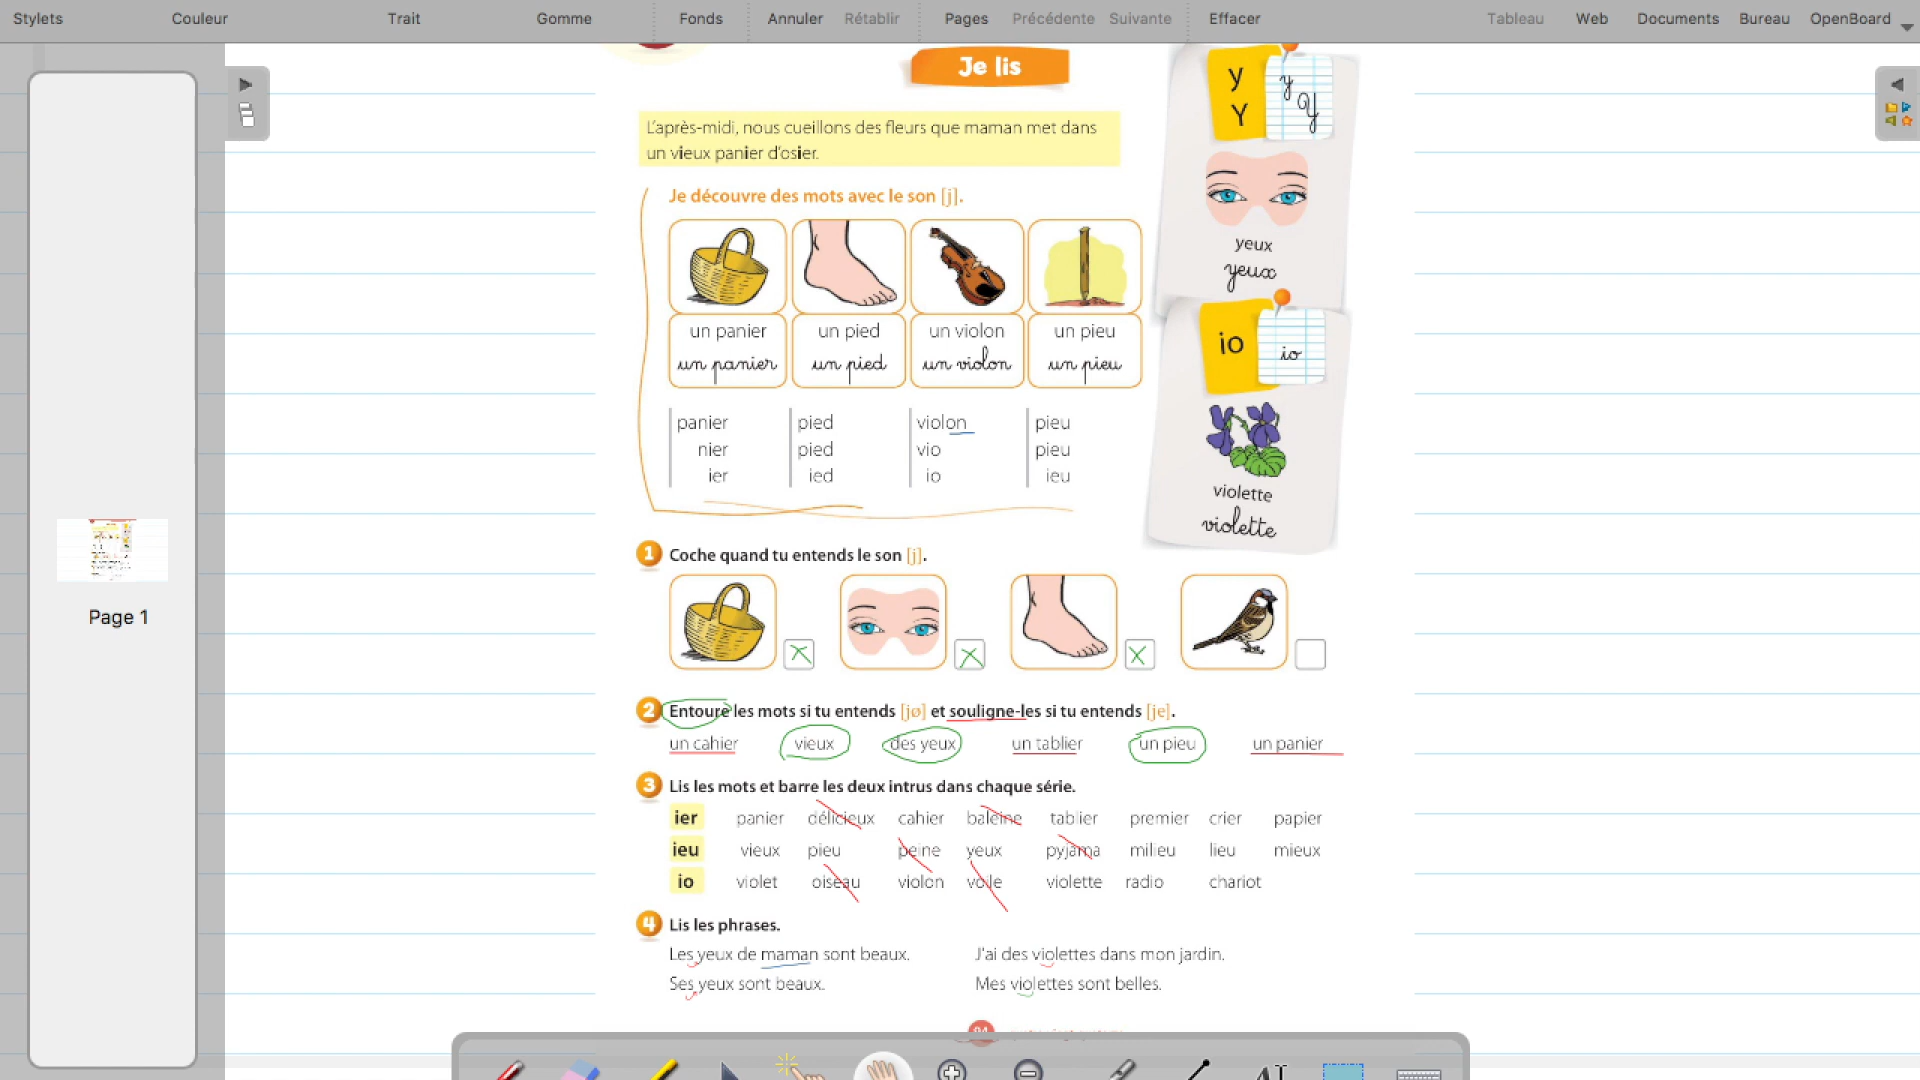 Stylets Couleur Trait Gomme Fonds Annuler Rétablir Pages Précédente Suivante Effacer Tableau Web Documents Bureau OpenBoard
Je lis
L'après-midi, nous cueillons des fleurs que maman met dans
un vieux panier d'osier.
Je découvre des mots avec le son [j].
un panier un pied un violon un pieu
un panier un pied un violon un pieu
panier pied violon pieu
nier pied vio pieu
ier ied io ieu
y y
Y Y
yeux
yeux
io io
violette
violette
1 Coche quand tu entends le son [j].
Page 1
2 Entoure les mots si tu entends [jø] et souligne-les si tu entends [je].
un cahier vieux des yeux un tablier un pieu un panier
3 Lis les mots et barre les deux intrus dans chaque série.
ier panier délicieux cahier baleine tablier premier crier papier
ieu vieux pieu peine yeux pyjama milieu lieu mieux
io violet oiseau violon voile violette radio chariot
4 Lis les phrases.
Les yeux de maman sont beaux. J'ai des violettes dans mon jardin.
Ses yeux sont beaux. Mes violettes sont belles.